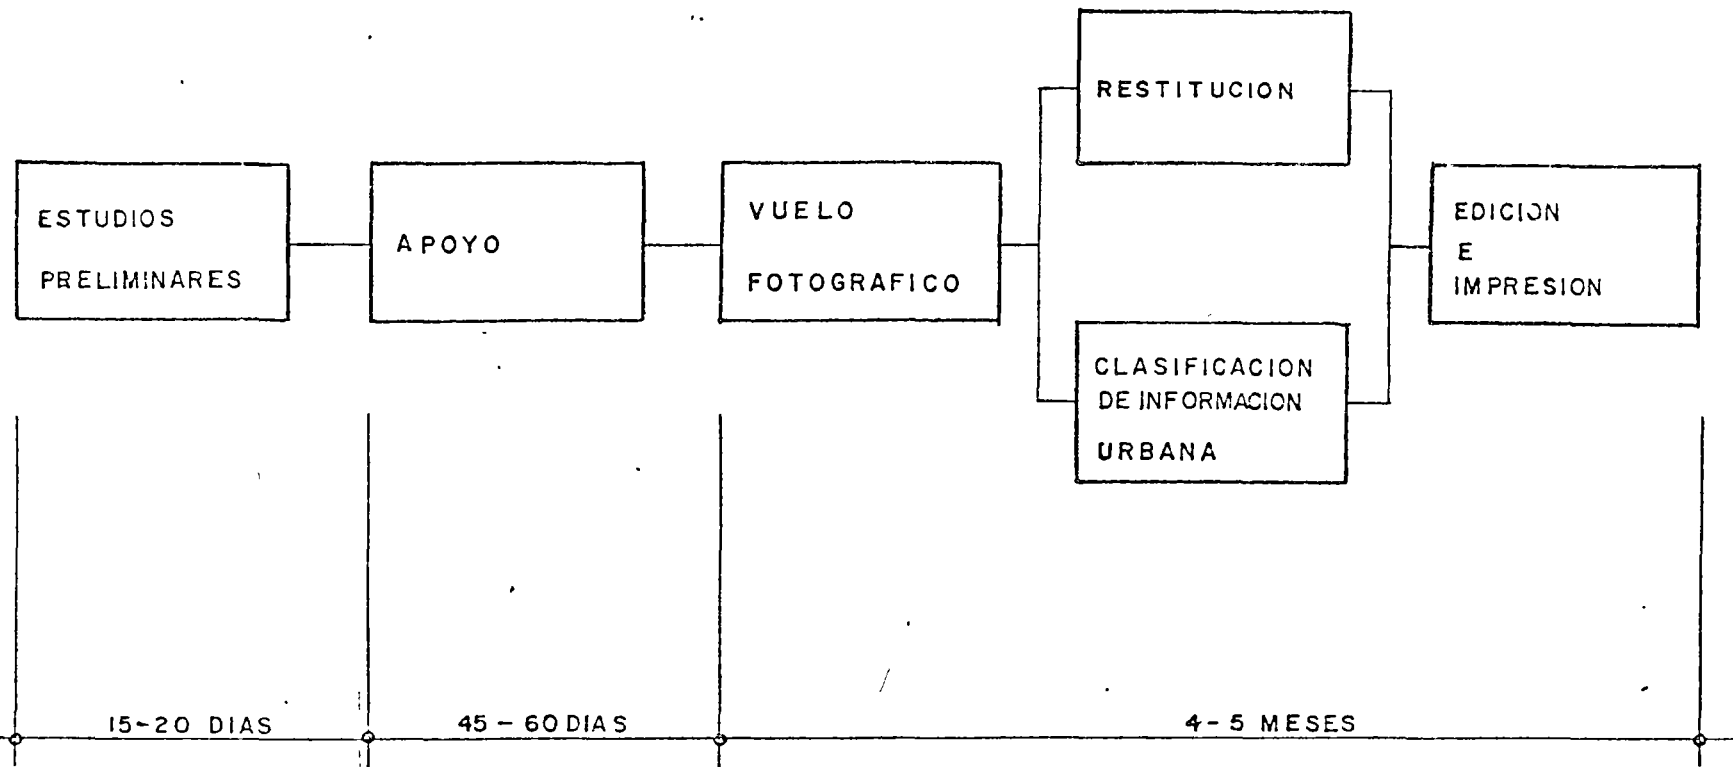 ESTUDIOS
PRELIMINARES
APOYO
VUELO
FOTOGRAFICO
RESTITUCION
CLASIFICACION
DE INFORMACION
URBANA
EDICION
E
IMPRESION
15-20 DIAS
45-60 DIAS
4-5 MESES